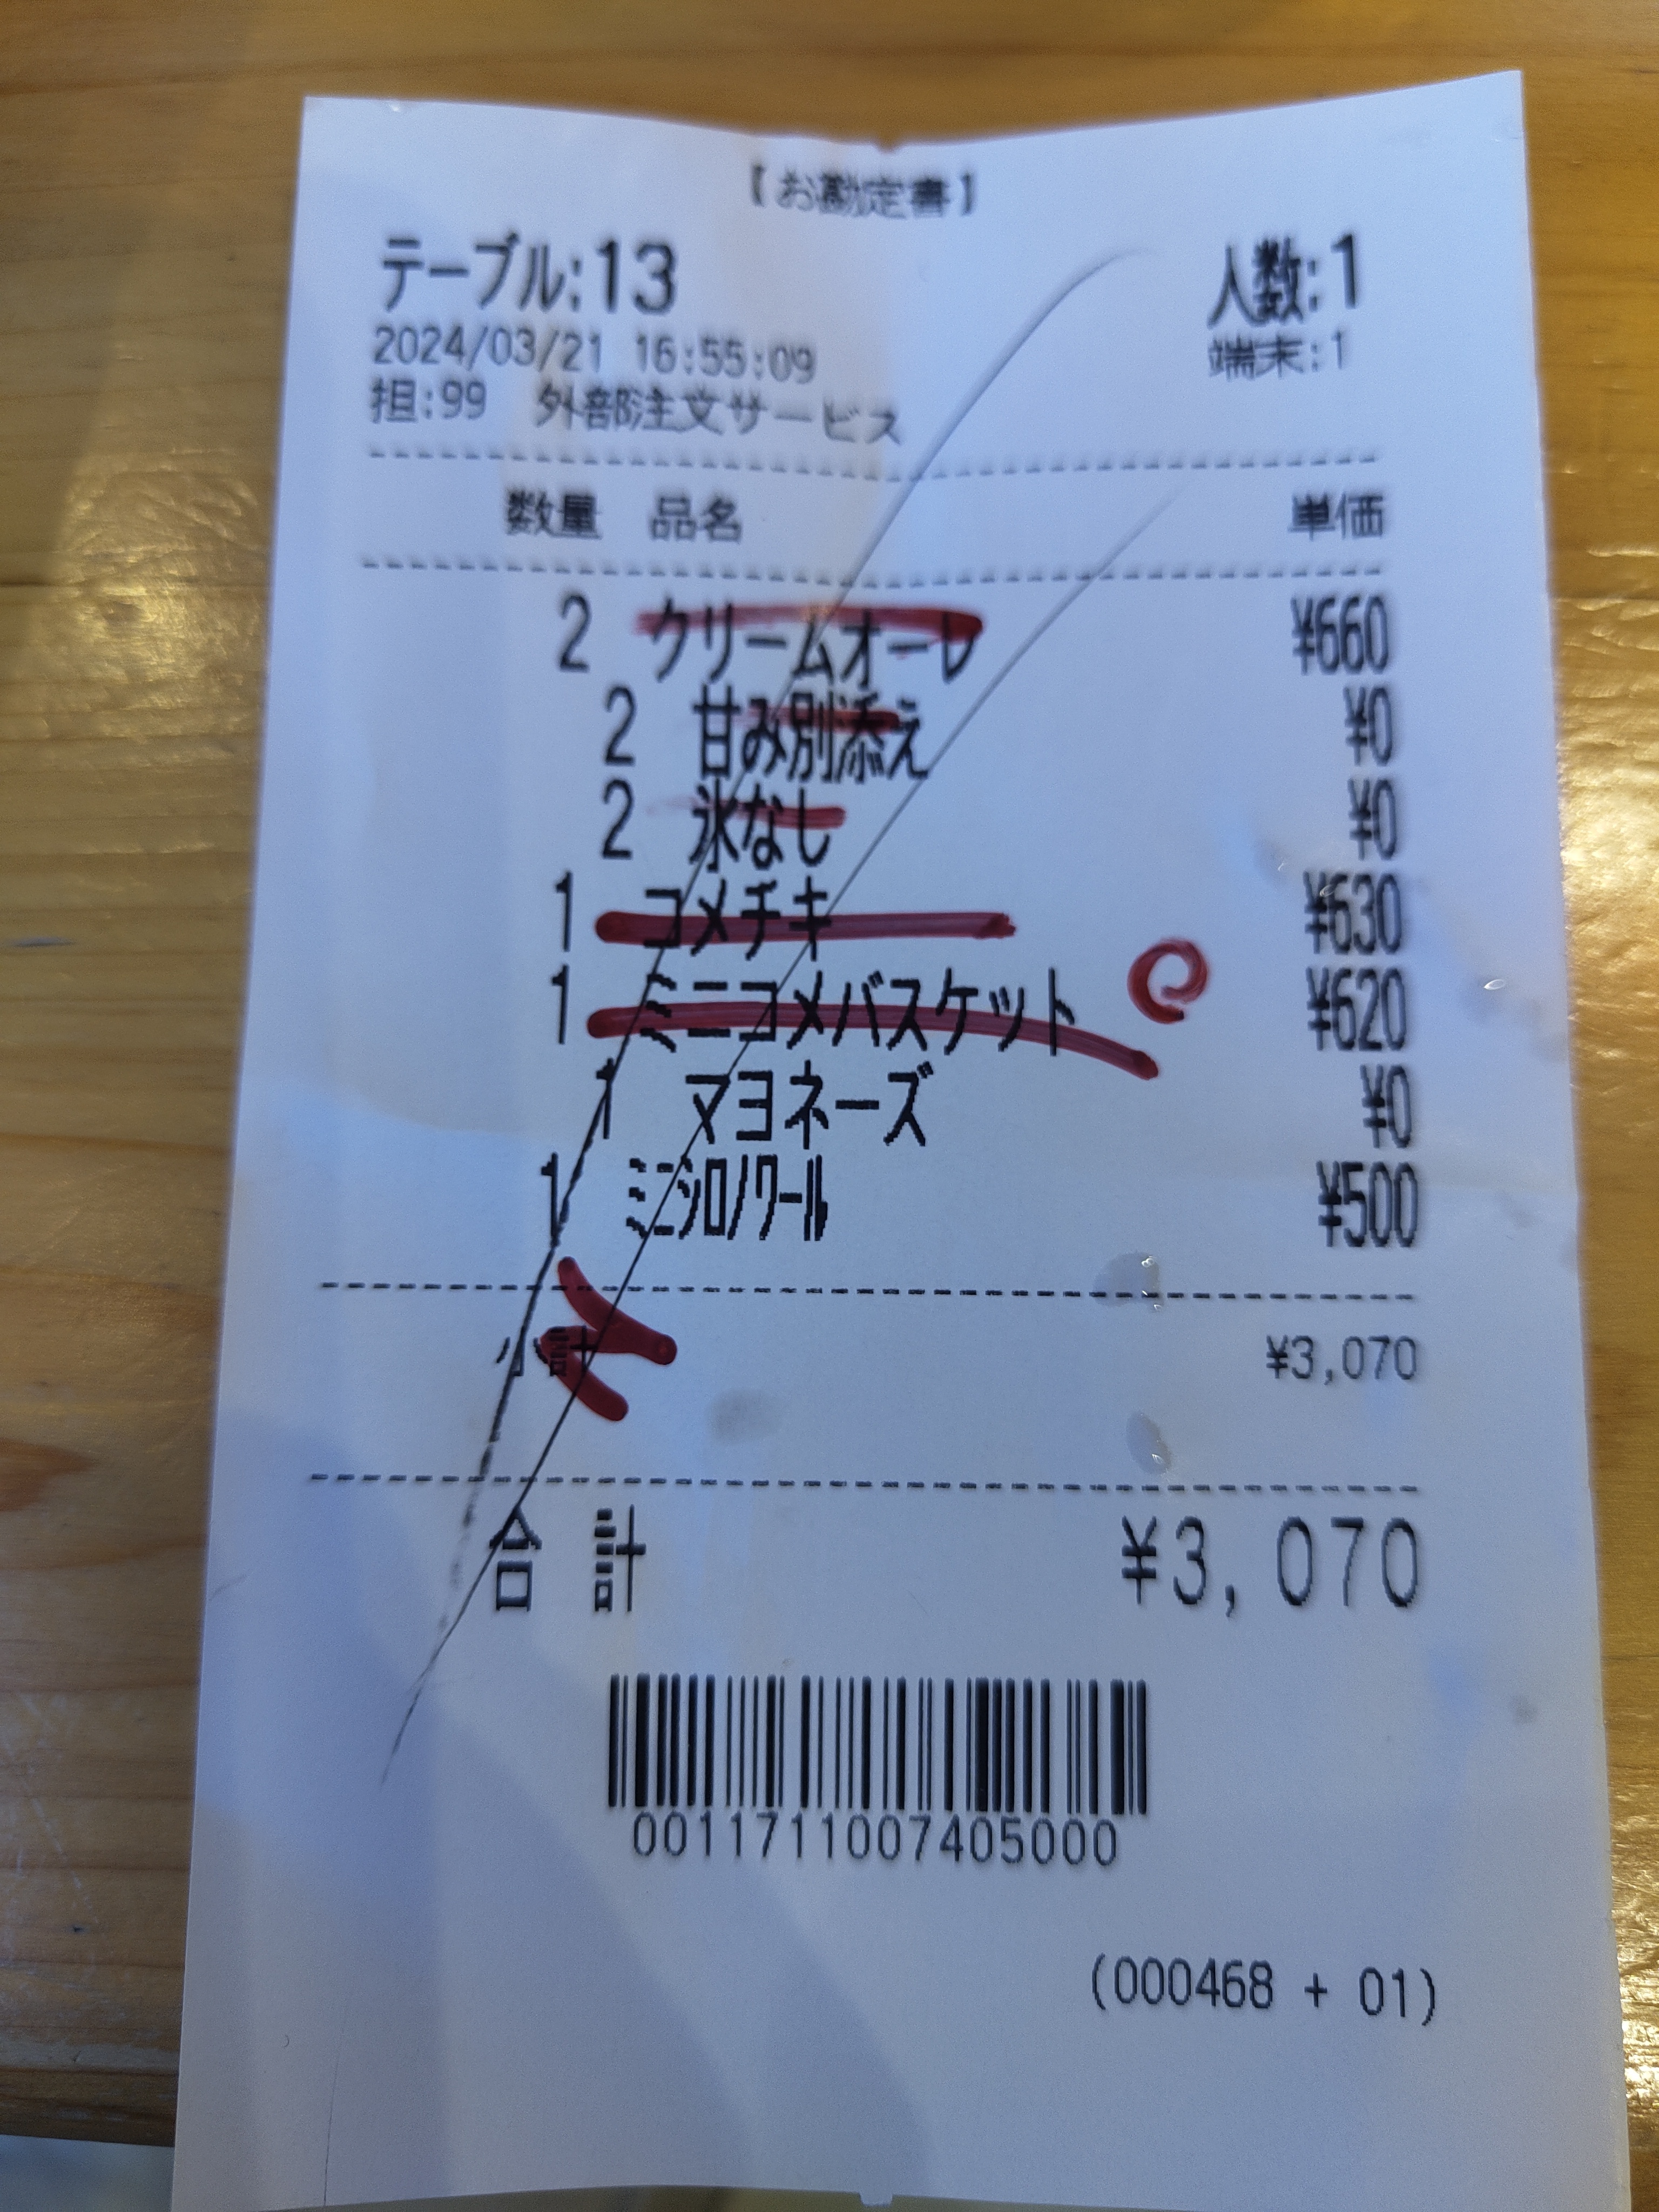 【お勘定書】
テーブル:13 人数:1
2024/03/21 16:55:09 端末:1
担:99 外部注文サービス
数量 品名 単価
2 クリームオーレ ¥660
2 甘み別添え ¥0
2 氷なし ¥0
1 コメチキ ¥630
1 ミニコメバスケット ¥620
1 マヨネーズ ¥0
1 ミニシロノワール ¥500
小計 ¥3,070
合計 ¥3,070
0011711007405000
(000468 + 01)